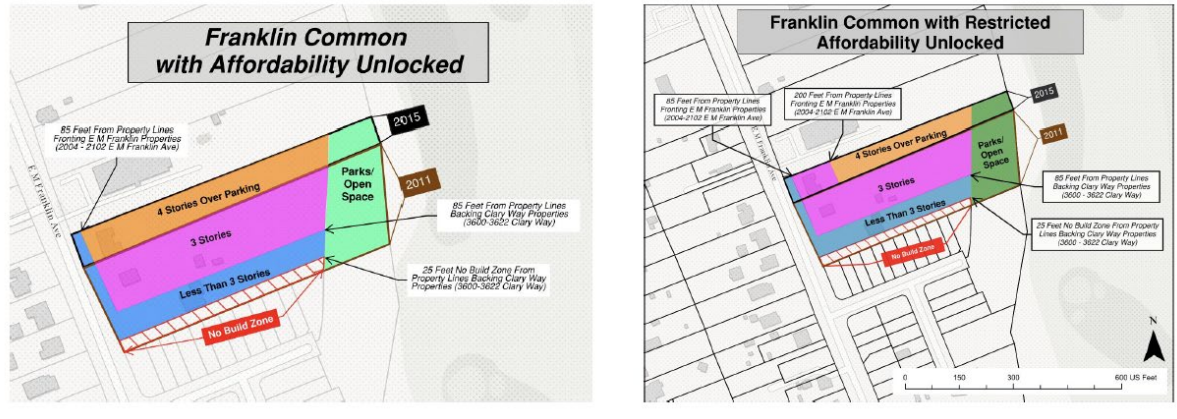 Franklin Common
with Affordability Unlocked
2015
85 Feet From Property Lines
Fronting E M Franklin Properties
(2004 - 2102 E M Franklin Ave)
E M Franklin Ave
4 Stories Over Parking
Parks/
Open
Space
2011
3 Stories
85 Feet From Property Lines
Backing Clary Way Properties
(3600-3622 Clary Way)
Less Than 3 Stories
25 Feet No Build Zone From
Property Lines Backing Clary Way
Properties (3600-3622 Clary Way)
No Build Zone
Franklin Common with Restricted
Affordability Unlocked
85 Feet From Property Lines
Fronting E M Franklin Properties
(2004-2102 E M Franklin Ave)
200 Feet From Property Lines
Fronting E M Franklin Properties
(2004-2102 E M Franklin Ave)
2015
E M Franklin Ave
4 Stories Over Parking
2011
Parks/
Open
Space
3 Stories
85 Feet From Property Lines
Backing Clary Way Properties
(3600-3622 Clary Way)
Less Than 3 Stories
25 Feet No Build Zone From Property
Lines Backing Clary Way Properties
(3600 - 3622 Clary Way)
No Build Zone
N
0 150 300 600 US Feet